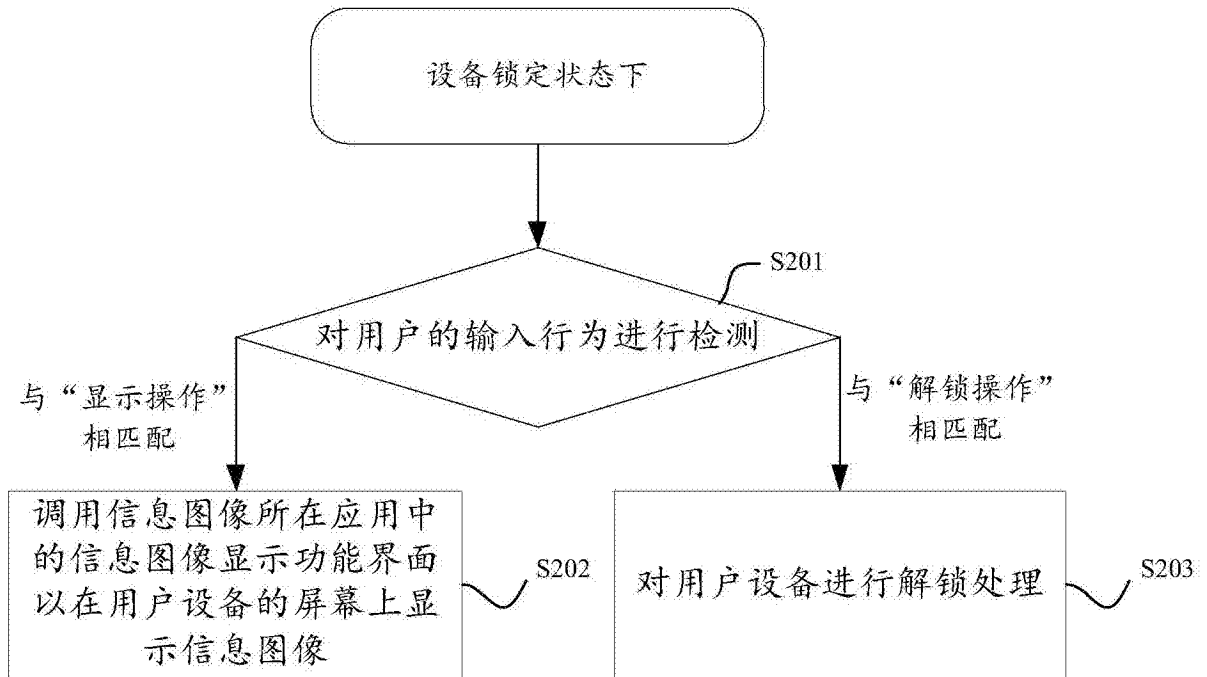 设备锁定状态下
S201
对用户的输入行为进行检测
与“显示操作”
相匹配
与“解锁操作”
相匹配
调用信息图像所在应用中
的信息图像显示功能界面
以在用户设备的屏幕上显
示信息图像
S202
对用户设备进行解锁处理
S203